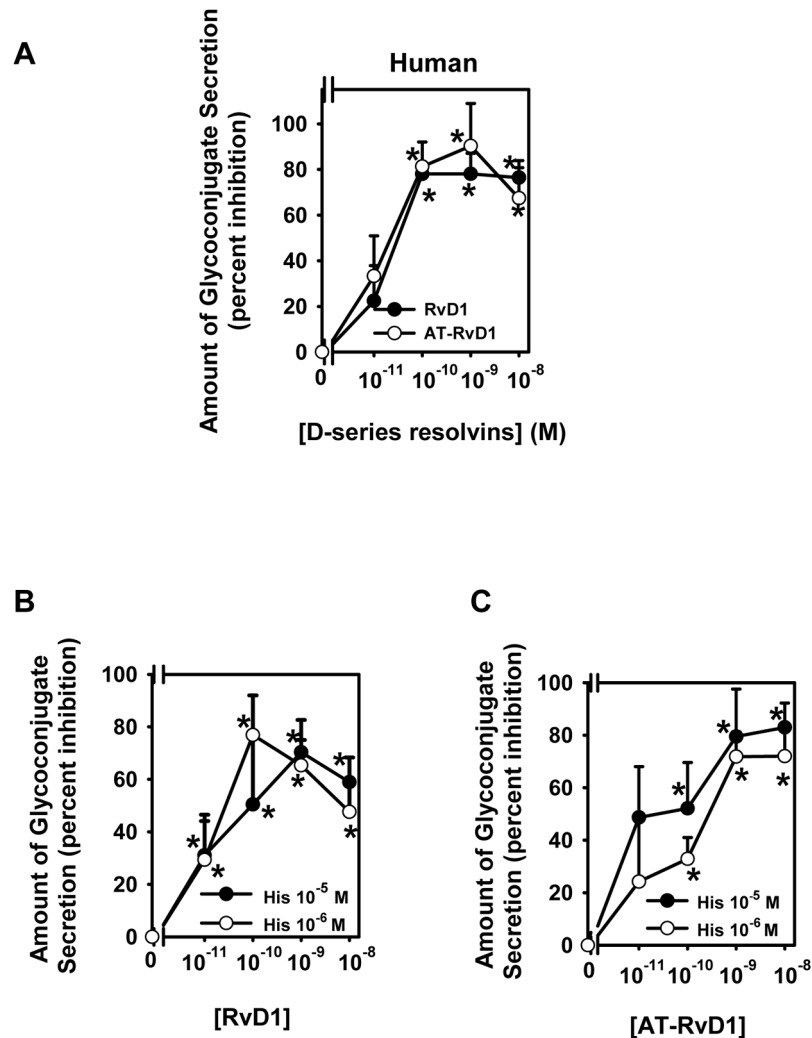 A
Human
Amount of Glycoconjugate Secretion
(percent inhibition)
100
80
60
40
20
0
* * * * * *
RvD1
AT-RvD1
0 10⁻¹¹ 10⁻¹⁰ 10⁻⁹ 10⁻⁸
[D-series resolvins] (M)
B
Amount of Glycoconjugate
Secretion (percent inhibition)
100
80
60
40
20
0
* * * * * * * *
His 10⁻⁵ M
His 10⁻⁶ M
0 10⁻¹¹ 10⁻¹⁰ 10⁻⁹ 10⁻⁸
[RvD1]
C
Amount of Glycoconjugate
Secretion (percent inhibition)
100
80
60
40
20
0
* * * * * *
His 10⁻⁵ M
His 10⁻⁶ M
0 10⁻¹¹ 10⁻¹⁰ 10⁻⁹ 10⁻⁸
[AT-RvD1]